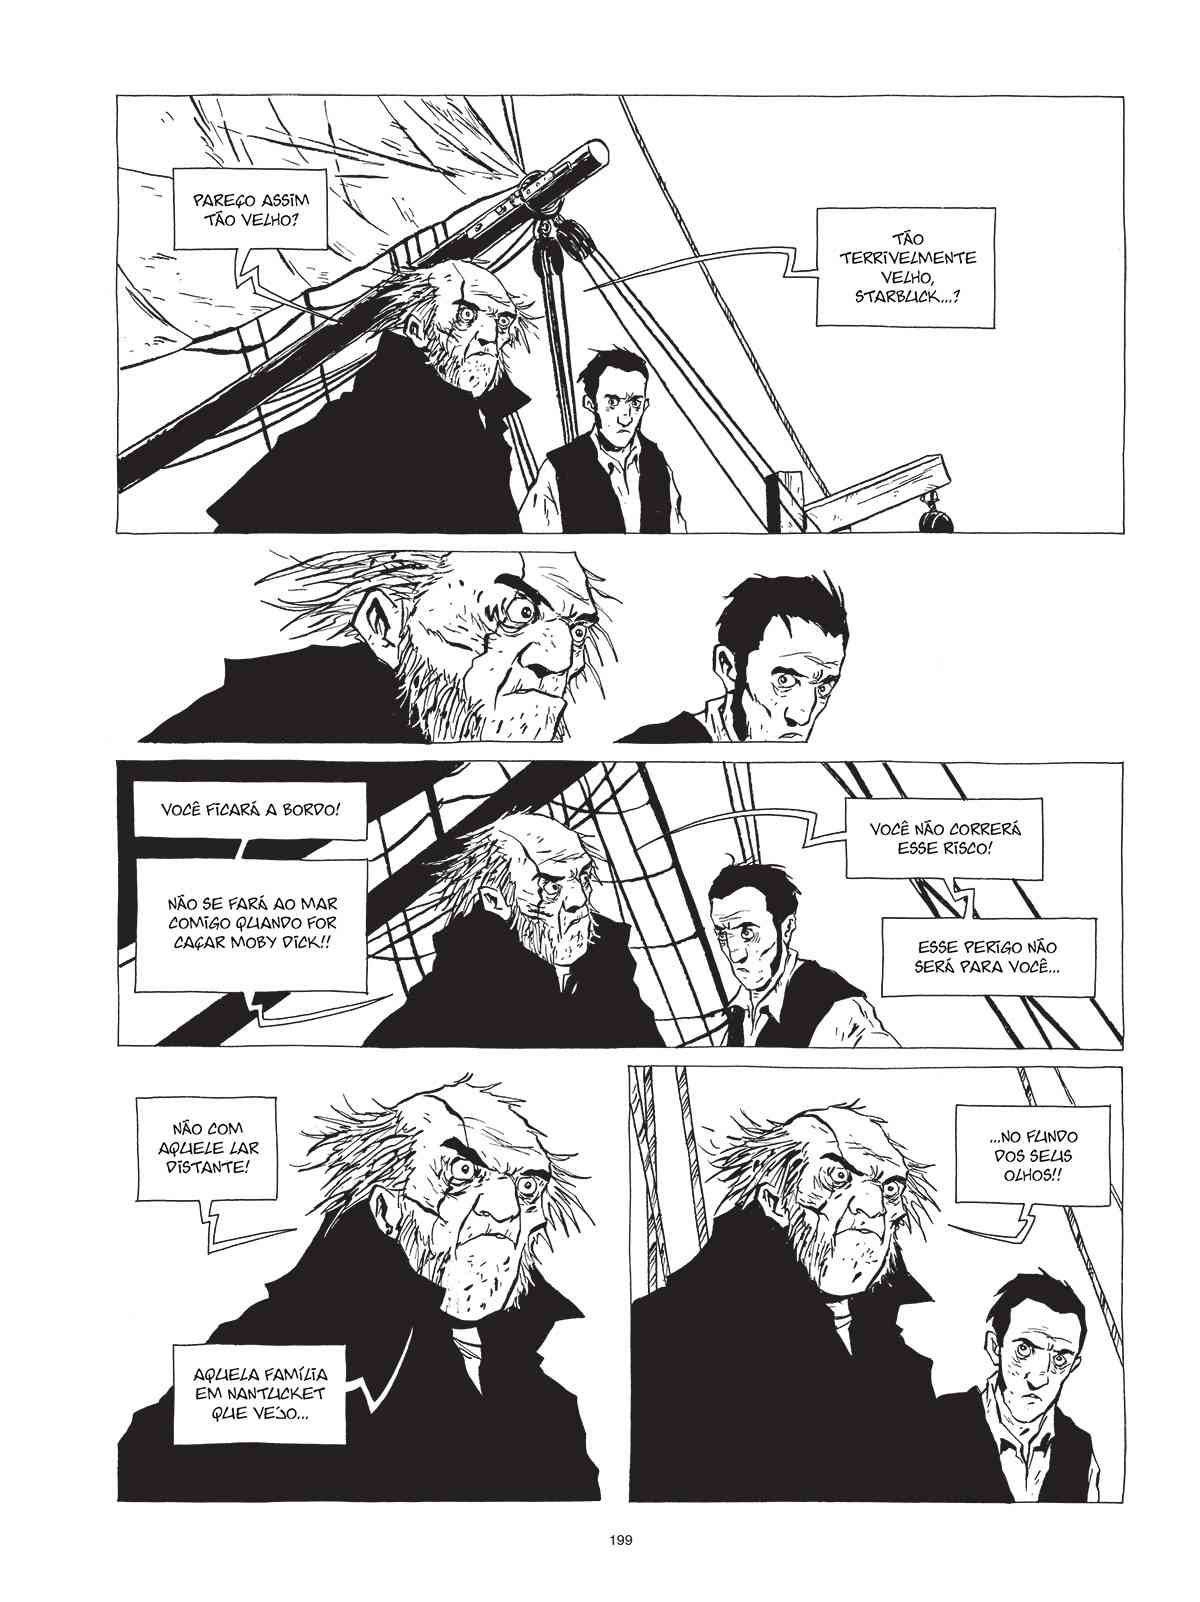 PAREÇO ASSIM
TÃO VELHO?
TÃO
TERRIVELMENTE
VELHO,
STARBUCK...?
VOCÊ FICARÁ A BORDO!
NÃO SE FARÁ AO MAR
COMIGO QUANDO FOR
CAÇAR MOBY DICK!!
VOCÊ NÃO CORRERÁ
ESSE RISCO!
ESSE PERIGO NÃO
SERÁ PARA VOCÊ...
NÃO COM
AQUELE LAR
DISTANTE!
AQUELA FAMÍLIA
EM NANTUCKET
QUE VEJO...
...NO FUNDO
DOS SEUS
OLHOS!!
199